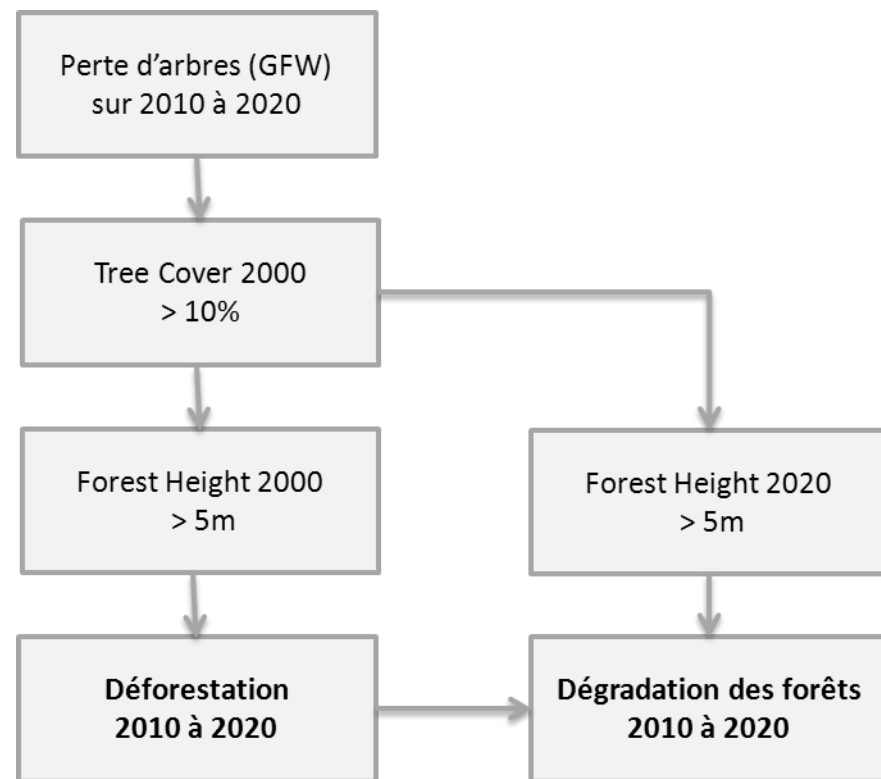 Perte d’arbres (GFW)
sur 2010 à 2020
Tree Cover 2000
> 10%
Forest Height 2000
> 5m
Forest Height 2020
> 5m
Déforestation
2010 à 2020
Dégradation des forêts
2010 à 2020